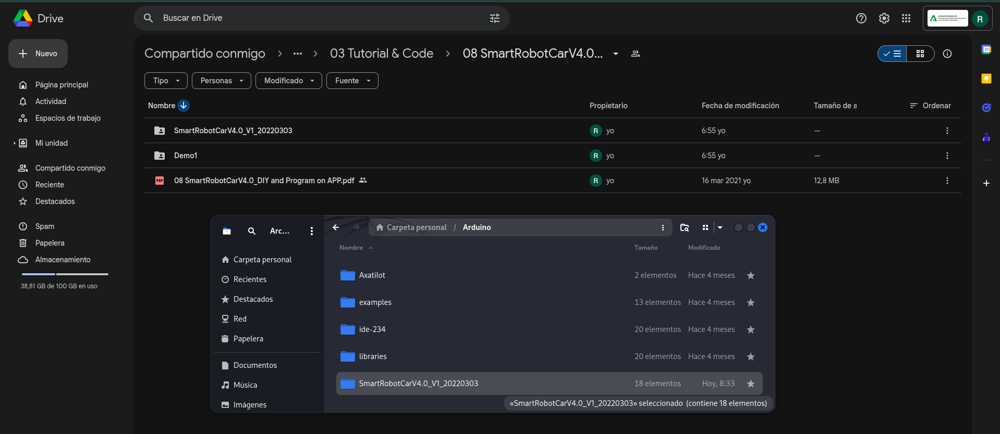 Drive
Buscar en Drive
Junta de Andalucía
R
Nuevo
Compartido conmigo
03 Tutorial & Code
08 SmartRobotCarV4.0...
Tipo
Personas
Modificado
Fuente
Página principal
Actividad
Espacios de trabajo
Mi unidad
Compartido conmigo
Reciente
Destacados
Spam
Papelera
Almacenamiento
38,81 GB de 100 GB en uso
Nombre Propietario Fecha de modificación Tamaño de a Ordenar
SmartRobotCarV4.0_V1_20220303 R yo 6:55 yo —
Demo1 R yo 6:55 yo —
PDF 08 SmartRobotCarV4.0_DIY and Program on APP.pdf R yo 16 mar 2021 yo 12,8 MB
31
Arc...
Carpeta personal / Arduino
Carpeta personal
Recientes
Destacados
Red
Papelera
Documentos
Música
Imágenes
Nombre Tamaño Modificado
Axatilot 2 elementos Hace 4 meses
examples 13 elementos Hace 4 meses
ide-234 20 elementos Hace 4 meses
libraries 20 elementos Hace 4 meses
SmartRobotCarV4.0_V1_20220303 18 elementos Hoy, 8:33
«SmartRobotCarV4.0_V1_20220303» seleccionado (contiene 18 elementos)